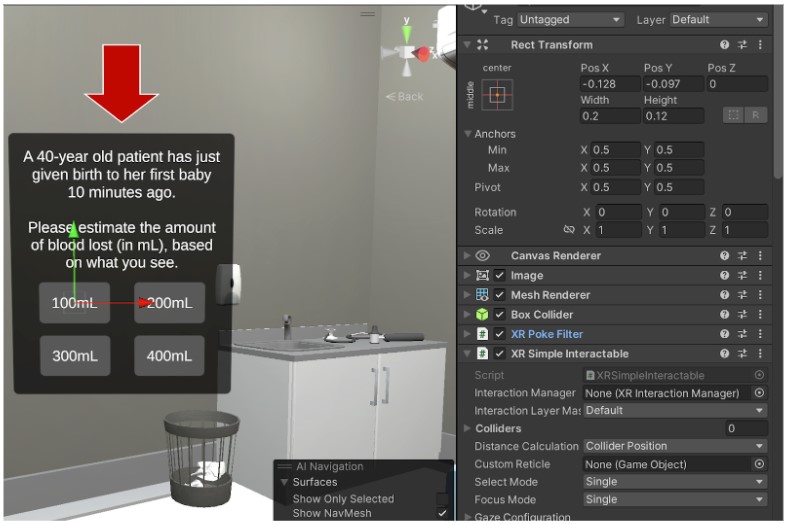 Tag Untagged Layer Default
Rect Transform
center Pos X Pos Y Pos Z
middle -0.128 -0.097 0
Width Height
0.2 0.12 R
Anchors
Min X 0.5 Y 0.5
Max X 0.5 Y 0.5
Pivot X 0.5 Y 0.5
Rotation X 0 Y 0 Z 0
Scale X 1 Y 1 Z 1
Canvas Renderer
Image
Mesh Renderer
Box Collider
XR Poke Filter
XR Simple Interactable
Script XRSimpleInteractable
Interaction Manager None (XR Interaction Manager)
Interaction Layer Mas Default
Colliders 0
Distance Calculation Collider Position
Custom Reticle None (Game Object)
Select Mode Single
Focus Mode Single
Gaze Configuration
y
x
Back
A 40-year old patient has just
given birth to her first baby
10 minutes ago.
Please estimate the amount
of blood lost (in mL), based
on what you see.
100mL 200mL
300mL 400mL
AI Navigation
Surfaces
Show Only Selected
Show NavMesh